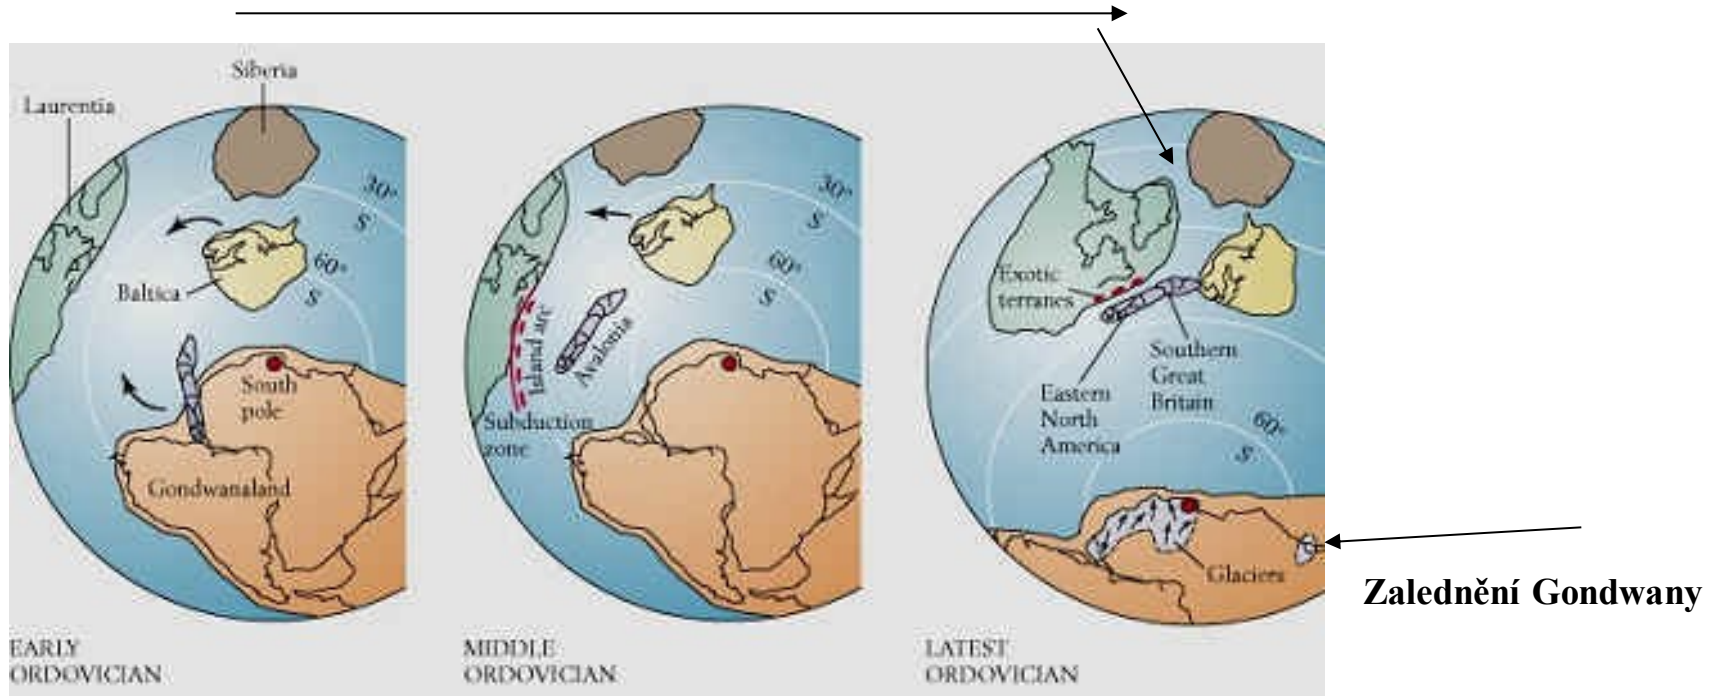 Siberia
Laurentia
30°
S
60°
S
Baltica
South
pole
Gondwanaland
EARLY
ORDOVICIAN
30°
S
60°
S
Island arc
Avalonia
Subduction
zone
MIDDLE
ORDOVICIAN
Exotic
terranes
Southern
Great
Britain
Eastern
North
America
60°
S
Glaciers
LATEST
ORDOVICIAN
Zalednění Gondwany